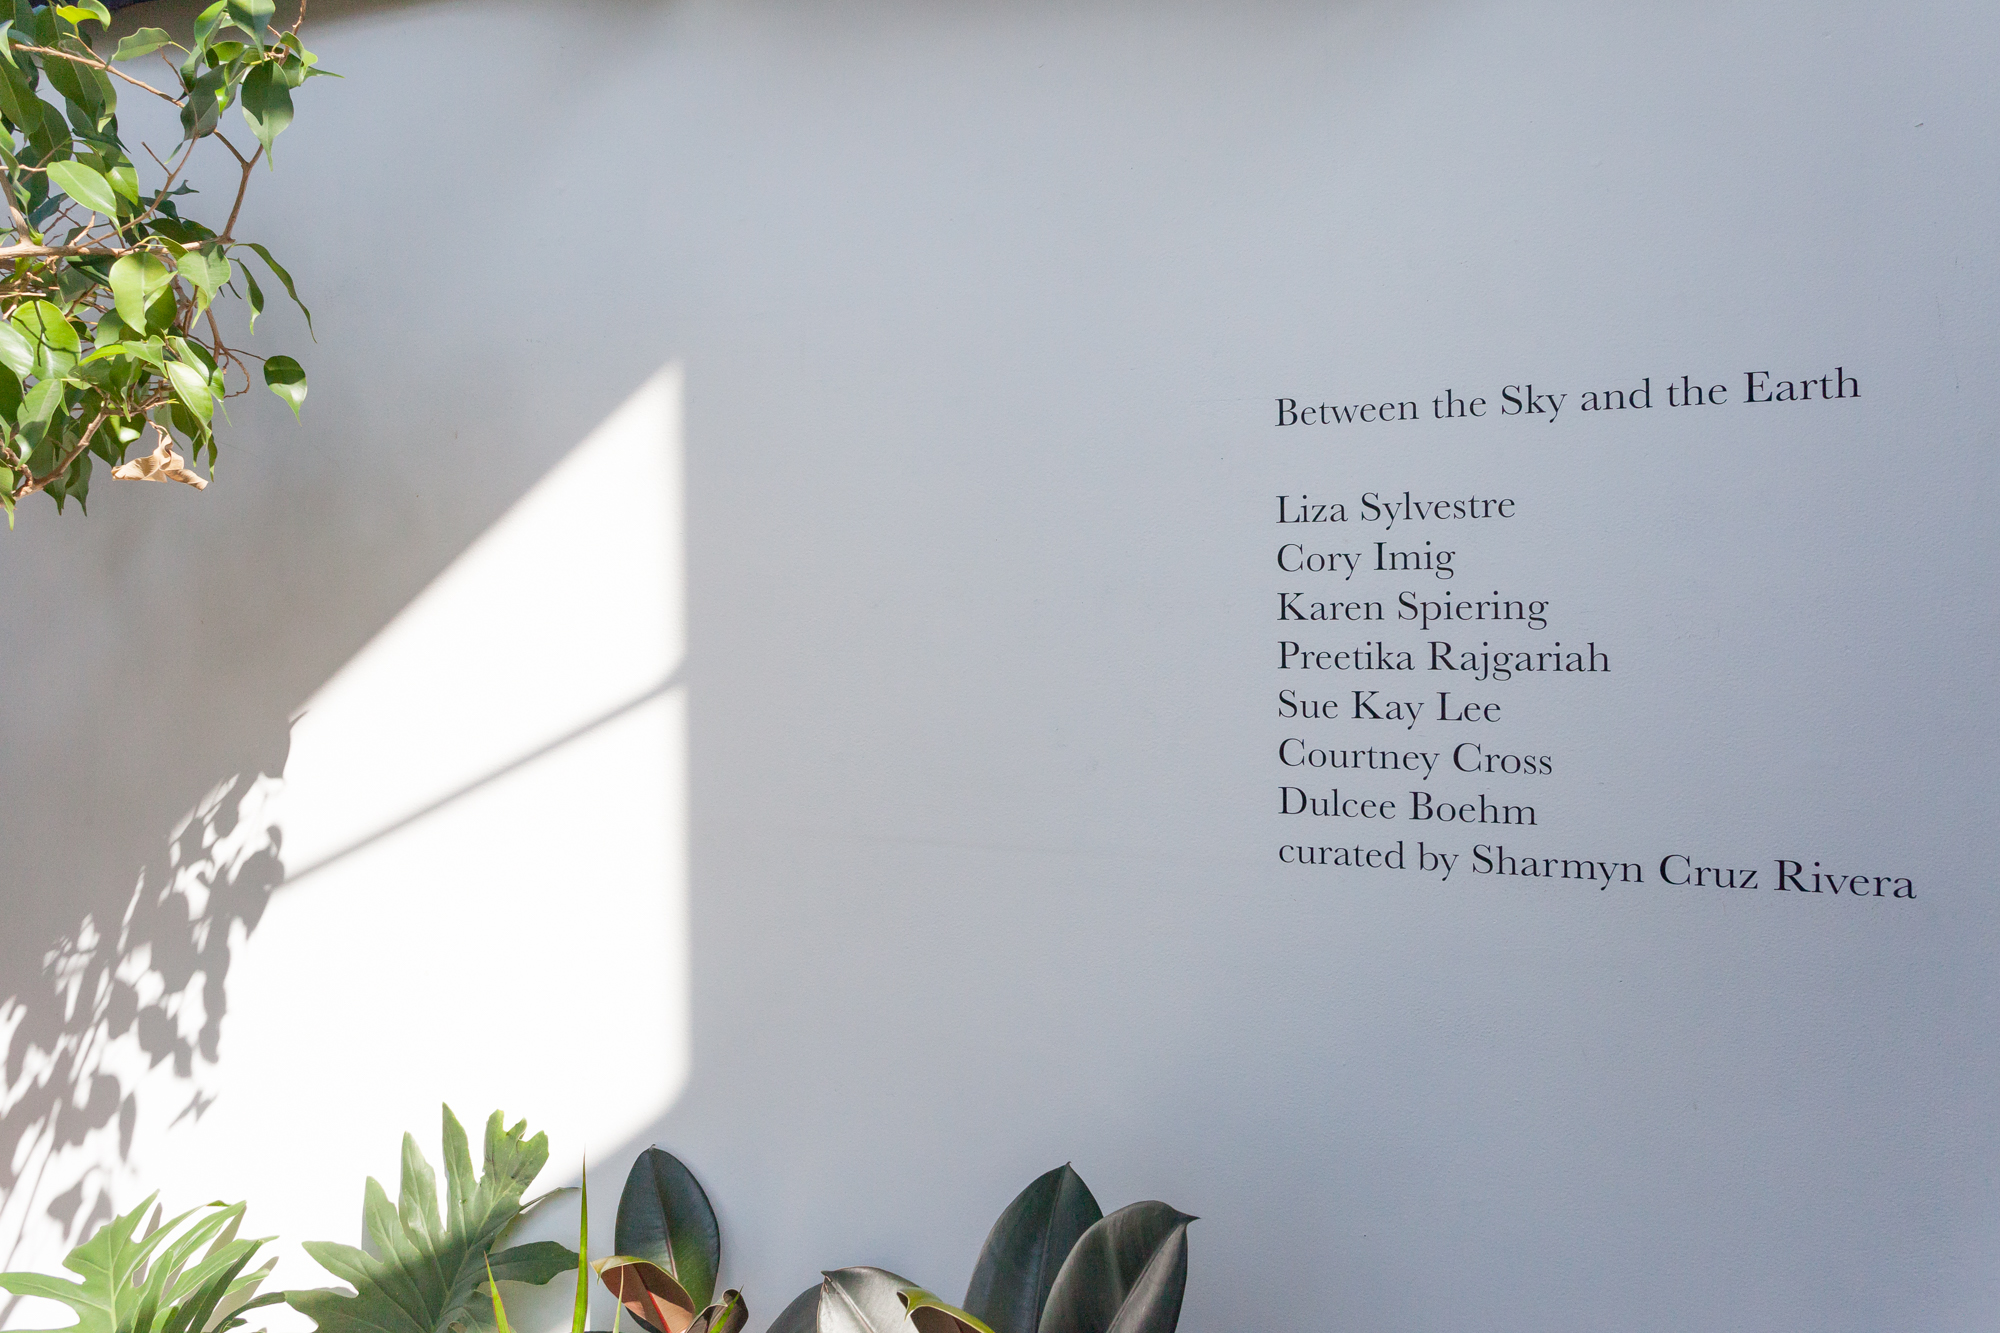 Between the Sky and the Earth
Liza Sylvestre
Cory Imig
Karen Spiering
Preetika Rajgariah
Sue Kay Lee
Courtney Cross
Dulcee Boehm
curated by Sharmyn Cruz Rivera